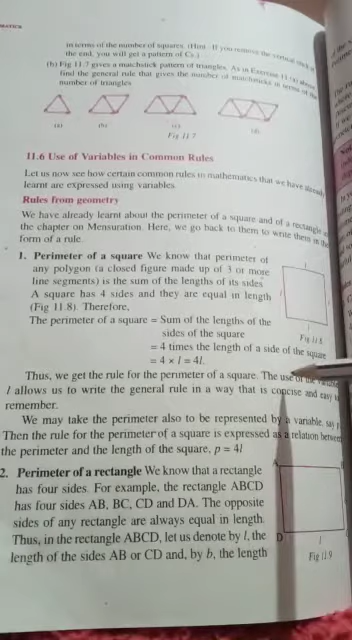 MATICS
in terms of the number of squares. (Hint : If you remove the vertical stick at
the end, you will get a pattern of Cs.)
(b) Fig 11.7 gives a matchstick pattern of triangles. As in Exercise 11 (a) above
find the general rule that gives the number of matchsticks in terms of the
number of triangles.
(a) (b) (c) (d)
Fig 11.7
11.6 Use of Variables in Common Rules
Let us now see how certain common rules in mathematics that we have already
learnt are expressed using variables.
Rules from geometry
We have already learnt about the perimeter of a square and of a rectangle
the chapter on Mensuration. Here, we go back to them to write them in the
form of a rule.
1. Perimeter of a square We know that perimeter of
any polygon (a closed figure made up of 3 or more
line segments) is the sum of the lengths of its sides.
A square has 4 sides and they are equal in length
(Fig 11.8). Therefore,
The perimeter of a square = Sum of the lengths of the
sides of the square
Fig 11.8
= 4 times the length of a side of the square
= 4 × l = 4l.
Thus, we get the rule for the perimeter of a square. The use of the
l allows us to write the general rule in a way that is concise and easy
remember.
We may take the perimeter also to be represented by a variable, say p
Then the rule for the perimeter of a square is expressed as a relation between
the perimeter and the length of the square, p = 4l
2. Perimeter of a rectangle We know that a rectangle
has four sides. For example, the rectangle ABCD
has four sides AB, BC, CD and DA. The opposite
sides of any rectangle are always equal in length.
Thus, in the rectangle ABCD, let us denote by l, the
length of the sides AB or CD and, by b, the length
A
D
l
Fig 11.9